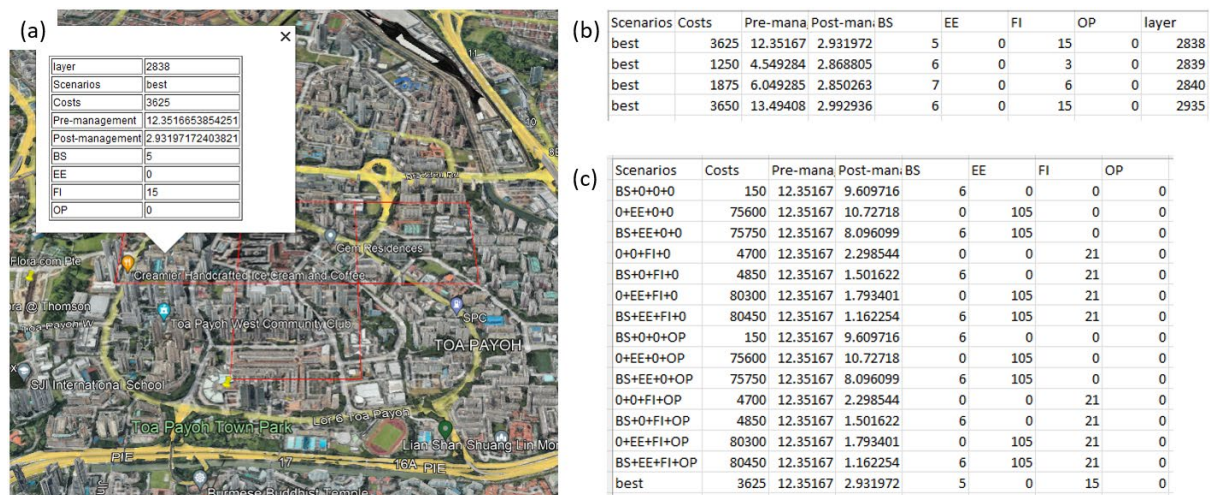 (a)
layer 2838
Scenarios best
Costs 3625
Pre-management 12.3516653854251
Post-management 2.93197172403821
BS 5
EE 0
FI 15
OP 0
11
10
Gem Residences
Flora com Pte
Creamier Handcrafted Ice Cream and Coffee
ora @ Thomson
Toa Payoh W
Toa Payoh West Community Club
SPC
TOA PAYOH
SJI International School
Lor 6 Toa Payoh
Toa Payoh Town Park
Lian Shan Shuang Lin Mon
PIE 17 16A PIE
Burmese Buddhist Temple
(b)
Scenarios Costs Pre-mana Post-mana BS EE FI OP layer
best 3625 12.35167 2.931972 5 0 15 0 2838
best 1250 4.549284 2.868805 6 0 3 0 2839
best 1875 6.049285 2.850263 7 0 6 0 2840
best 3650 13.49408 2.992936 6 0 15 0 2935
(c)
Scenarios Costs Pre-mana Post-mana BS EE FI OP
BS+0+0+0 150 12.35167 9.609716 6 0 0 0
0+EE+0+0 75600 12.35167 10.72718 0 105 0 0
BS+EE+0+0 75750 12.35167 8.096099 6 105 0 0
0+0+FI+0 4700 12.35167 2.298544 0 0 21 0
BS+0+FI+0 4850 12.35167 1.501622 6 0 21 0
0+EE+FI+0 80300 12.35167 1.793401 0 105 21 0
BS+EE+FI+0 80450 12.35167 1.162254 6 105 21 0
BS+0+0+OP 150 12.35167 9.609716 6 0 0 0
0+EE+0+OP 75600 12.35167 10.72718 0 105 0 0
BS+EE+0+OP 75750 12.35167 8.096099 6 105 0 0
0+0+FI+OP 4700 12.35167 2.298544 0 0 21 0
BS+0+FI+OP 4850 12.35167 1.501622 6 0 21 0
0+EE+FI+OP 80300 12.35167 1.793401 0 105 21 0
BS+EE+FI+OP 80450 12.35167 1.162254 6 105 21 0
best 3625 12.35167 2.931972 5 0 15 0